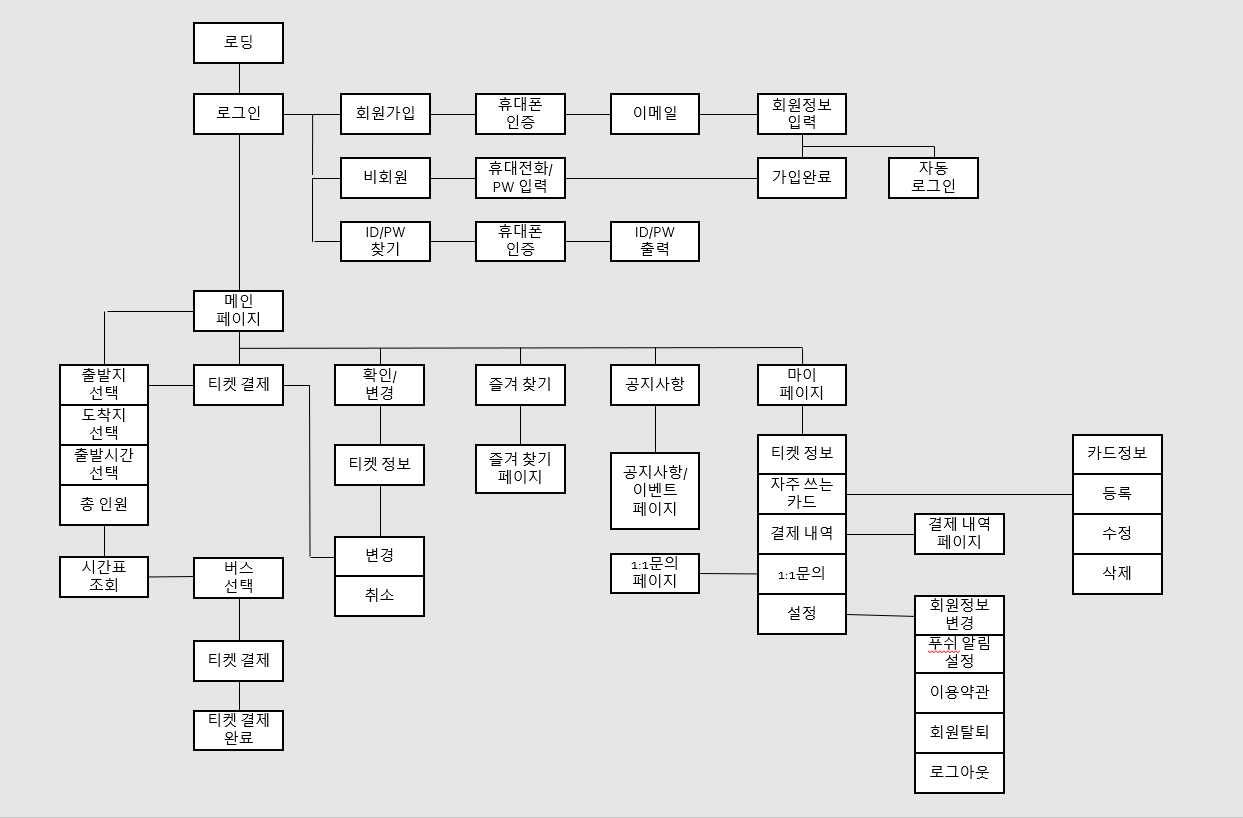 로딩
로그인
회원가입
휴대폰
인증
이메일
회원정보
입력
비회원
휴대전화/
PW 입력
가입완료
자동
로그인
ID/PW
찾기
휴대폰
인증
ID/PW
출력
메인
페이지
출발지
선택
도착지
선택
출발시간
선택
총 인원
시간표
조회
티켓 결제
버스
선택
티켓 결제
티켓 결제
완료
확인/
변경
티켓 정보
변경
취소
즐겨 찾기
즐겨 찾기
페이지
공지사항
공지사항/
이벤트
페이지
1:1문의
페이지
마이
페이지
티켓 정보
자주 쓰는
카드
결제 내역
1:1문의
설정
결제 내역
페이지
회원정보
변경
푸쉬 알림
설정
이용약관
회원탈퇴
로그아웃
카드정보
등록
수정
삭제